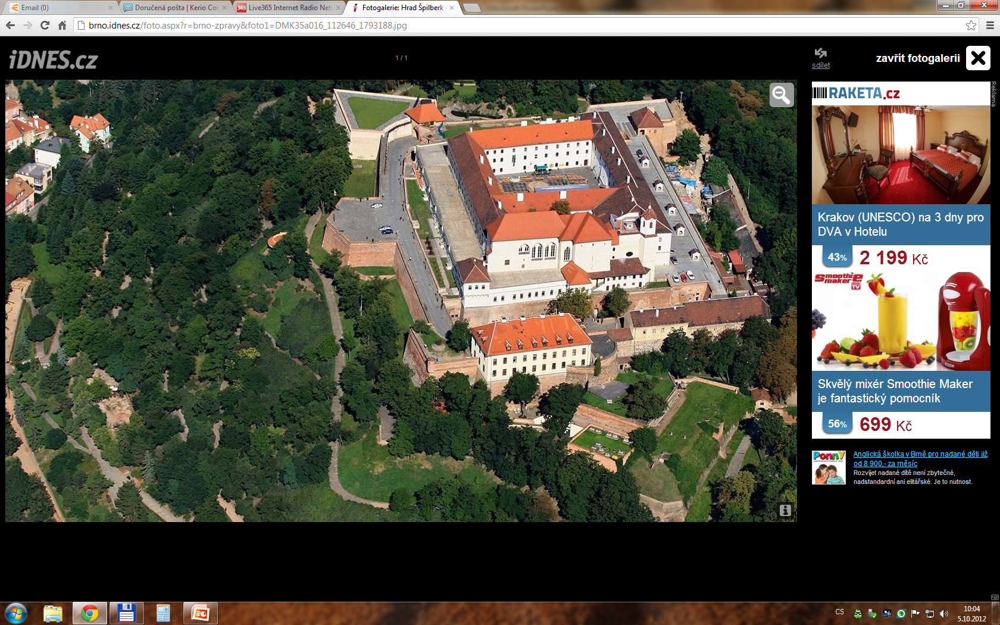 Email (0)
Doručená pošta | Kerio Con
Live365 Internet Radio Netw
Fotogalerie: Hrad Špilberk v
brno.idnes.cz/foto.aspx?r=brno-zpravy&foto1=DMK35a016_112646_1793188.jpg
iDNES.cz
1 / 1
sdílet
zavřít fotogalerii
Reklama
RAKETA.cz
Krakov (UNESCO) na 3 dny pro
DVA v Hotelu
43%
2 199 Kč
Smoothie
maker
TV
Skvělý mixér Smoothie Maker
je fantastický pomocník
56%
699 Kč
Ponny
Anglická školka v Brně pro nadané děti již
od 8 900,- za měsíc
Rozvíjet nadané dítě není zbytečné,
nadstandardní ani elitářské. Je to nutnost.
CS
10:04
5.10.2012